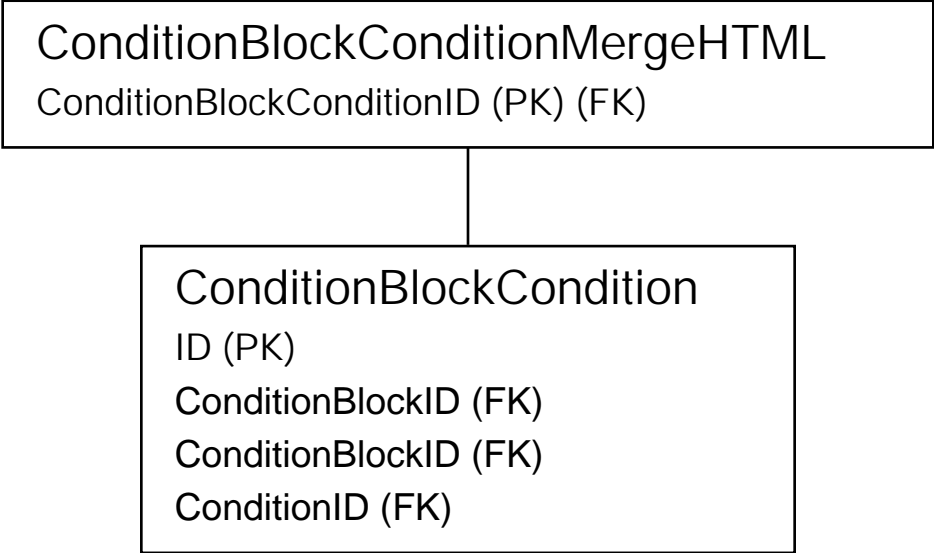 ConditionBlockConditionMergeHTML
ConditionBlockConditionID (PK) (FK)
ConditionBlockCondition
ID (PK)
ConditionBlockID (FK)
ConditionBlockID (FK)
ConditionID (FK)